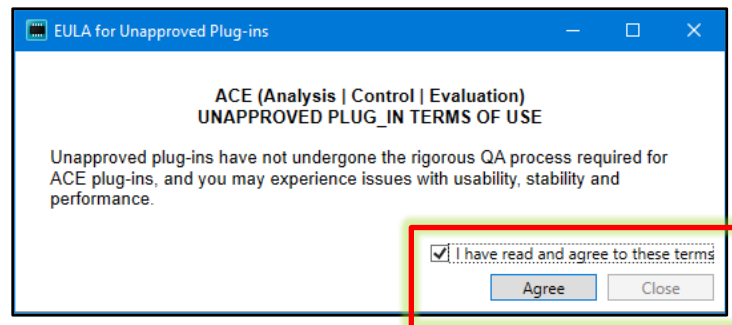 EULA for Unapproved Plug-ins
ACE (Analysis | Control | Evaluation)
UNAPPROVED PLUG_IN TERMS OF USE
Unapproved plug-ins have not undergone the rigorous QA process required for
ACE plug-ins, and you may experience issues with usability, stability and
performance.
I have read and agree to these terms
Agree Close